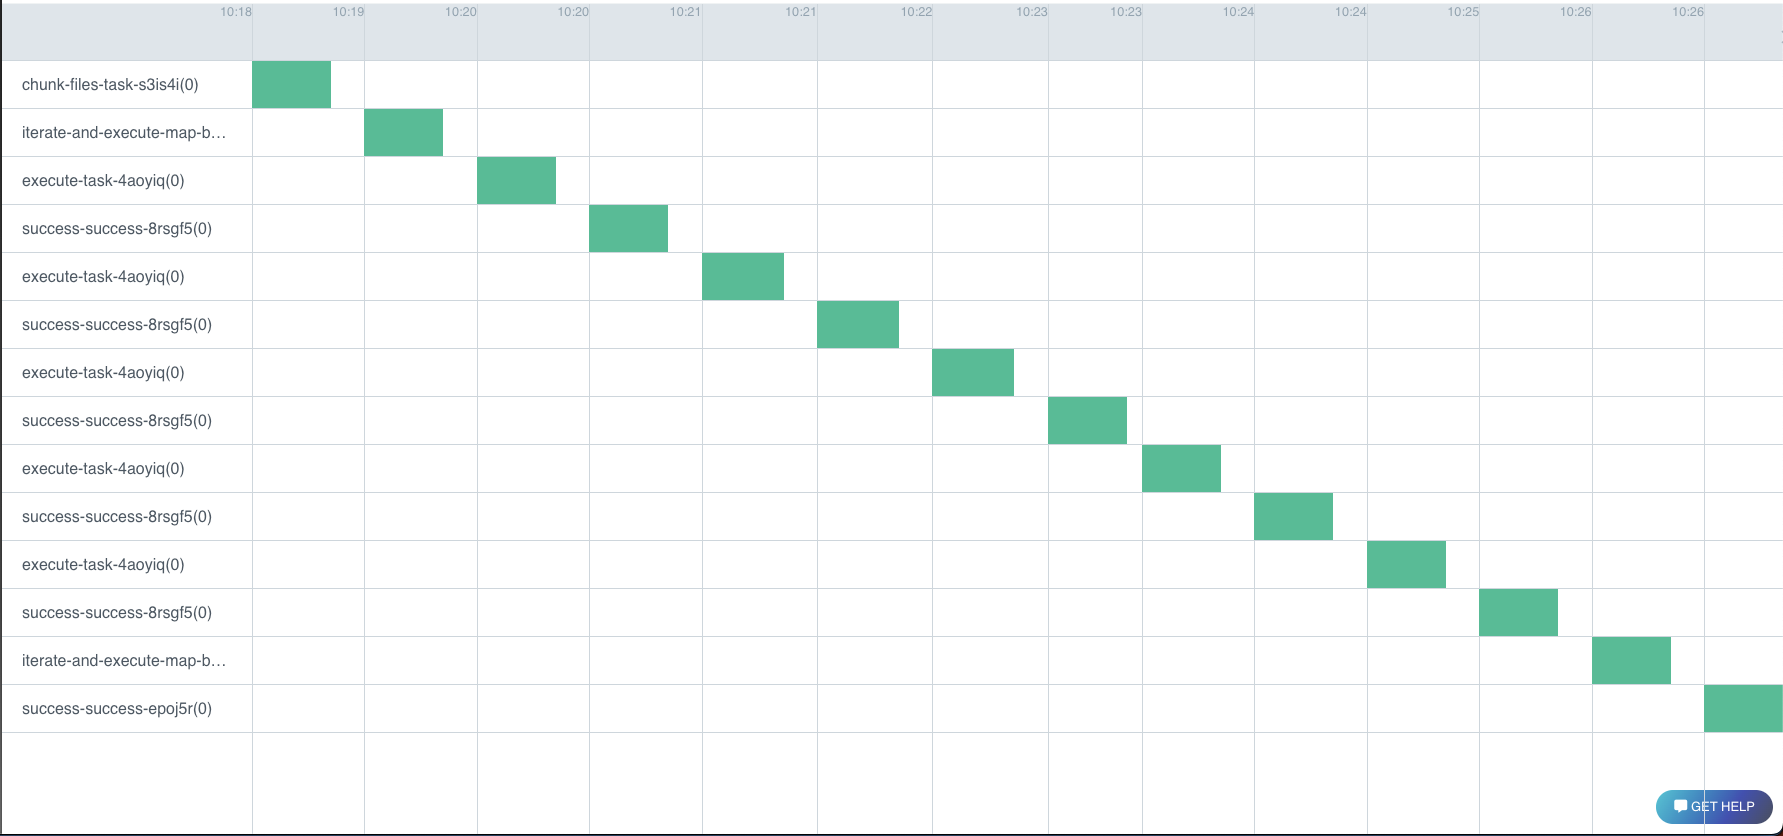 10:18 10:19 10:20 10:20 10:21 10:21 10:22 10:23 10:23 10:24 10:24 10:25 10:26 10:26
chunk-files-task-s3is4i(0)
iterate-and-execute-map-b…
execute-task-4aoyiq(0)
success-success-8rsgf5(0)
execute-task-4aoyiq(0)
success-success-8rsgf5(0)
execute-task-4aoyiq(0)
success-success-8rsgf5(0)
execute-task-4aoyiq(0)
success-success-8rsgf5(0)
execute-task-4aoyiq(0)
success-success-8rsgf5(0)
iterate-and-execute-map-b…
success-success-epoj5r(0)
GET HELP